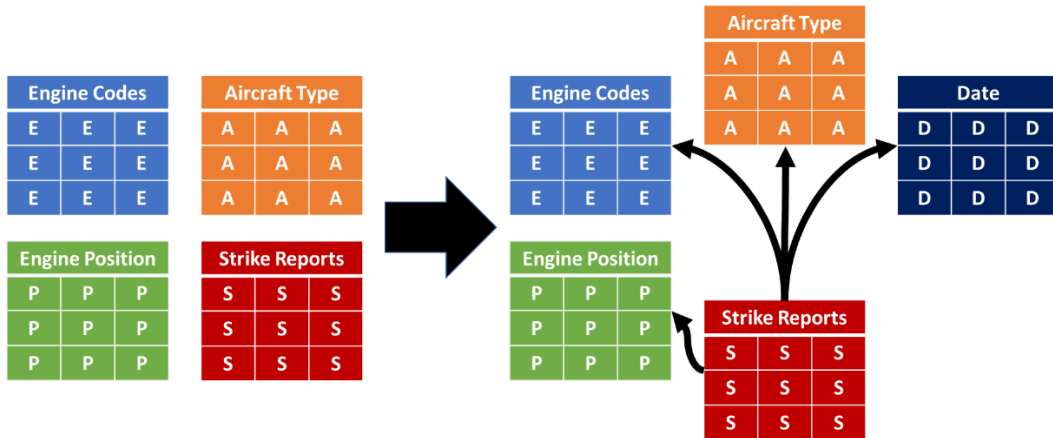 Engine Codes
E E E
E E E
E E E
Aircraft Type
A A A
A A A
A A A
Engine Position
P P P
P P P
P P P
Strike Reports
S S S
S S S
S S S
Engine Codes
E E E
E E E
E E E
Aircraft Type
A A A
A A A
A A A
Date
D D D
D D D
D D D
Engine Position
P P P
P P P
P P P
Strike Reports
S S S
S S S
S S S